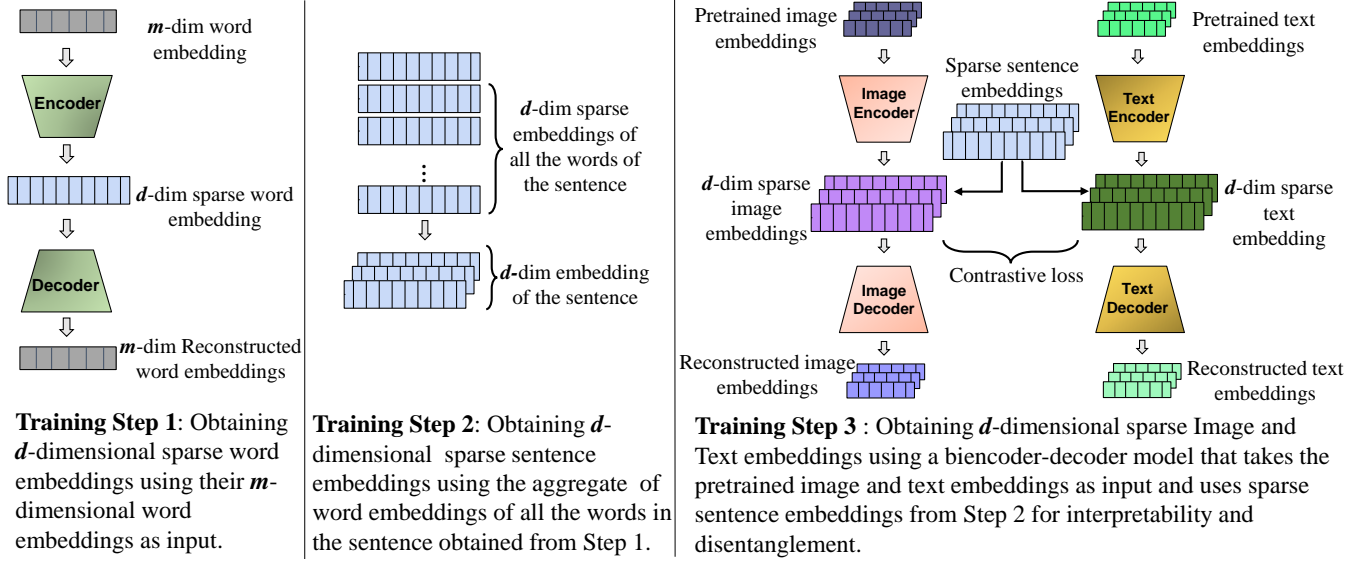 m-dim word
embedding
Encoder
d-dim sparse word
embedding
Decoder
m-dim Reconstructed
word embeddings
Training Step 1: Obtaining
d-dimensional sparse word
embeddings using their m-
dimensional word
embeddings as input.
d-dim sparse
embeddings of
all the words of
the sentence
d-dim embedding
of the sentence
Training Step 2: Obtaining d-
dimensional sparse sentence
embeddings using the aggregate of
word embeddings of all the words in
the sentence obtained from Step 1.
Pretrained image
embeddings
Pretrained text
embeddings
Sparse sentence
embeddings
Image
Encoder
Text
Encoder
d-dim sparse
image
embeddings
d-dim sparse
text
embedding
Contrastive loss
Image
Decoder
Text
Decoder
Reconstructed image
embeddings
Reconstructed text
embeddings
Training Step 3 : Obtaining d-dimensional sparse Image and
Text embeddings using a biencoder-decoder model that takes the
pretrained image and text embeddings as input and uses sparse
sentence embeddings from Step 2 for interpretability and
disentanglement.